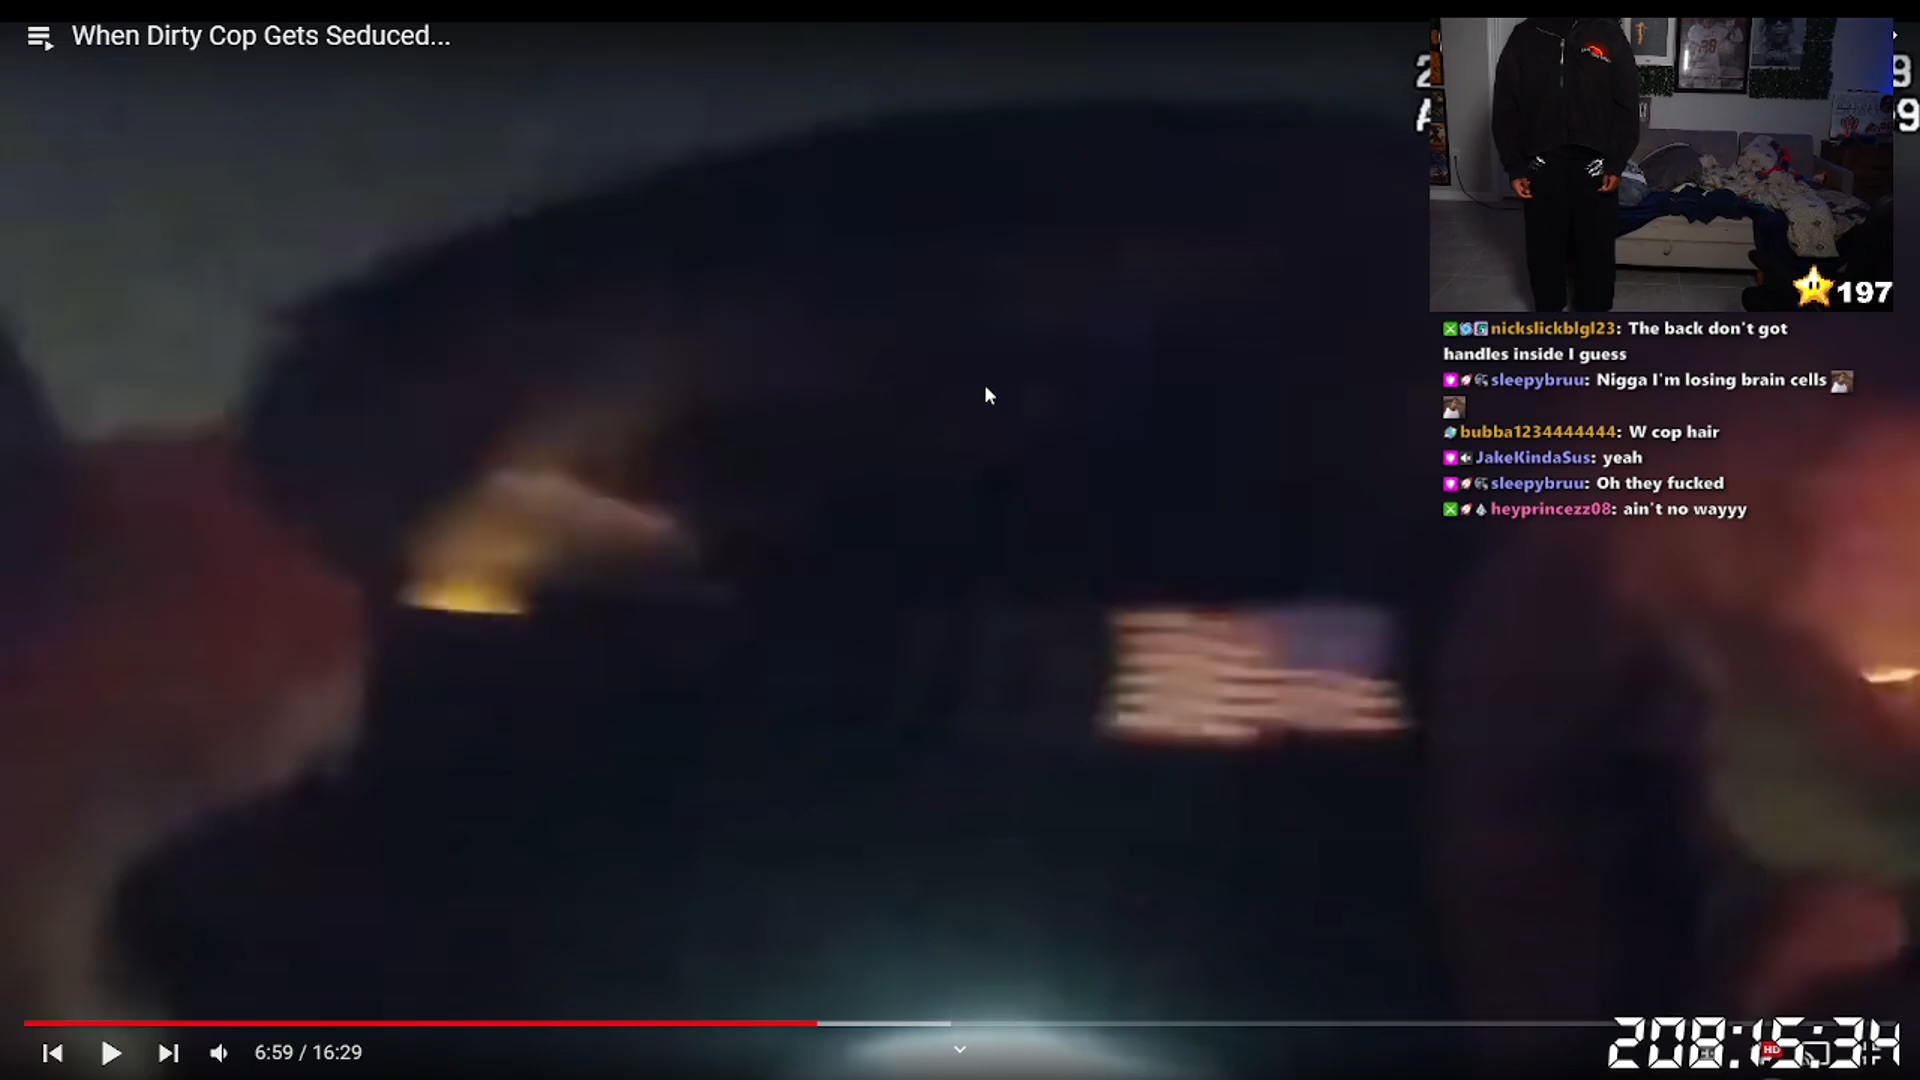 When Dirty Cop Gets Seduced...
197
nickslickblgl23: The back don't got
handles inside I guess
sleepybruu: Nigga I'm losing brain cells
bubba1234444444: W cop hair
JakeKindaSus: yeah
sleepybruu: Oh they fucked
heyprincezz08: ain't no wayyy
6:59 / 16:29
208:15:34
HD